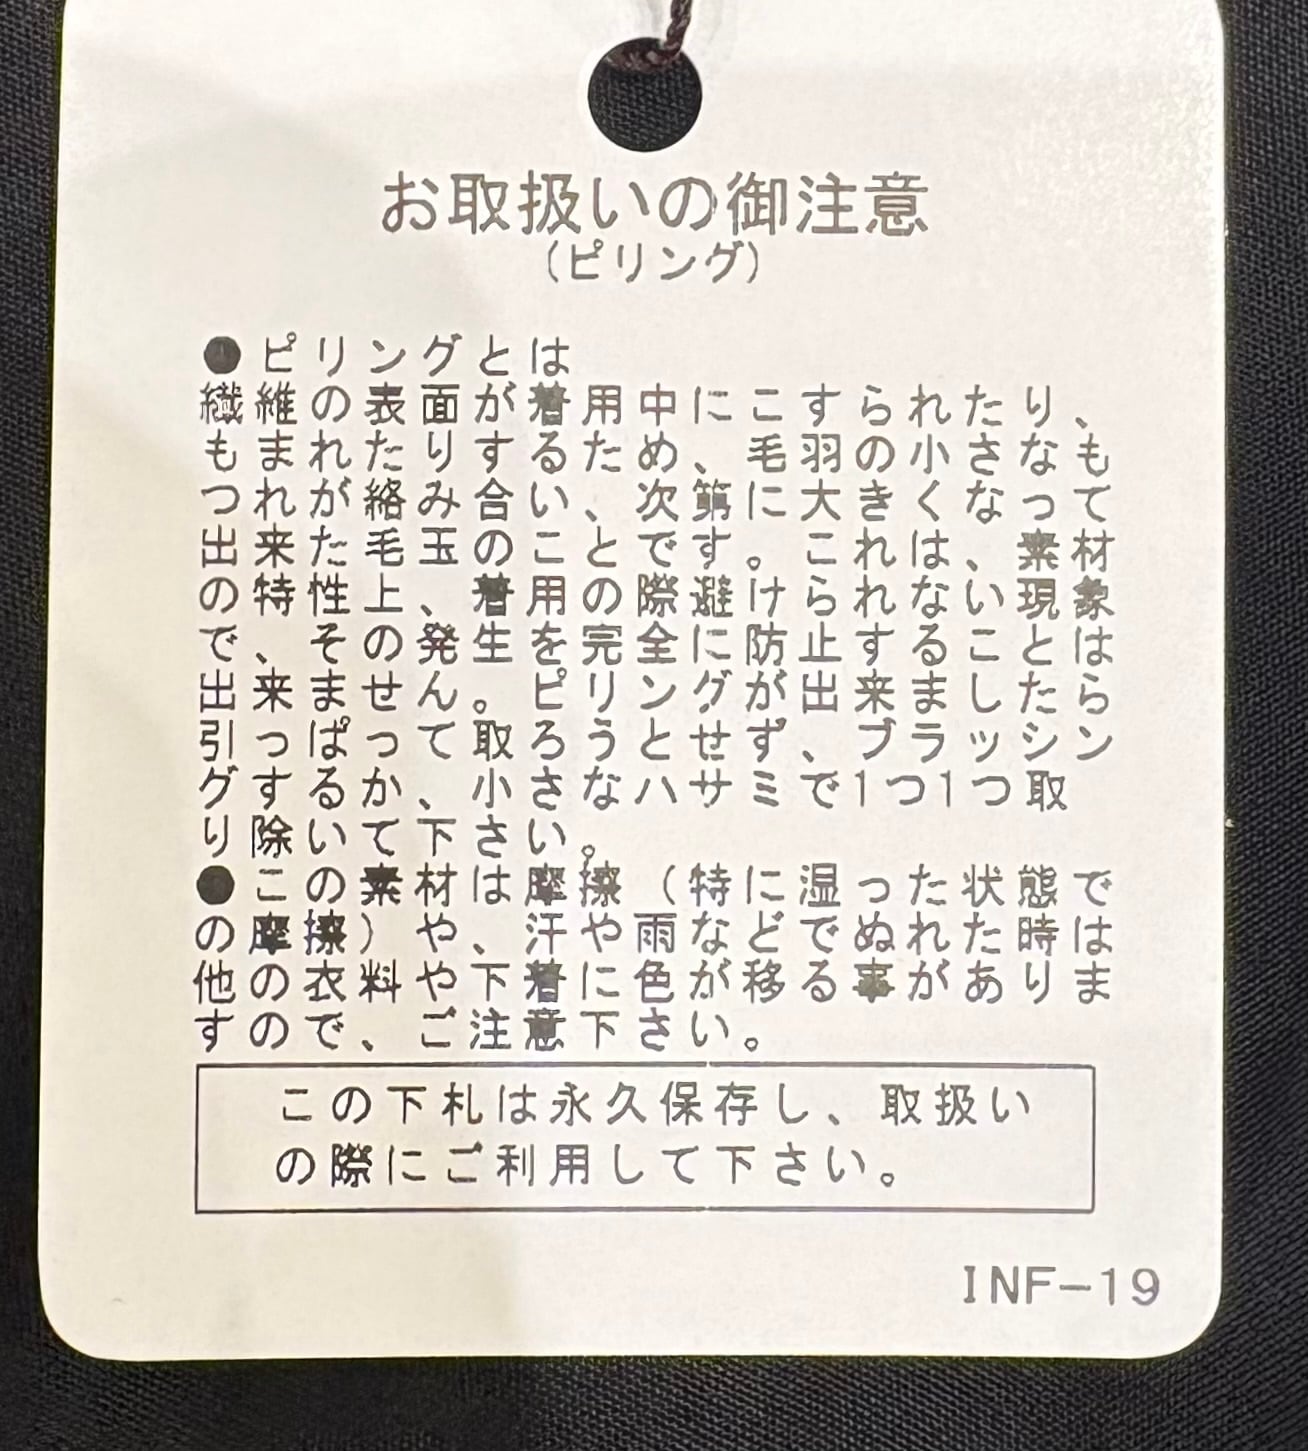 お取扱いの御注意
(ピリング)
●ピリングとは
繊維の表面が着用中にこすられたり、
もまれたりするため、毛羽の小さなも
つれが絡み合い、次第に大きくなって
出来た毛玉のことです。これは、素材
の特性上、着用の際避けられない現象
で、その発生を完全に防止することは
出来ません。ピリングが出来ましたら
引っぱって取ろうとせず、ブラッシン
グするか、小さなハサミで1つ1つ取
り除いて下さい。
●この素材は摩擦(特に湿った状態で
の摩擦)や、汗や雨などでぬれた時は
他の衣料や下着に色が移る事がありま
すので、ご注意下さい。
この下札は永久保存し、取扱い
の際にご利用して下さい。
INF-19